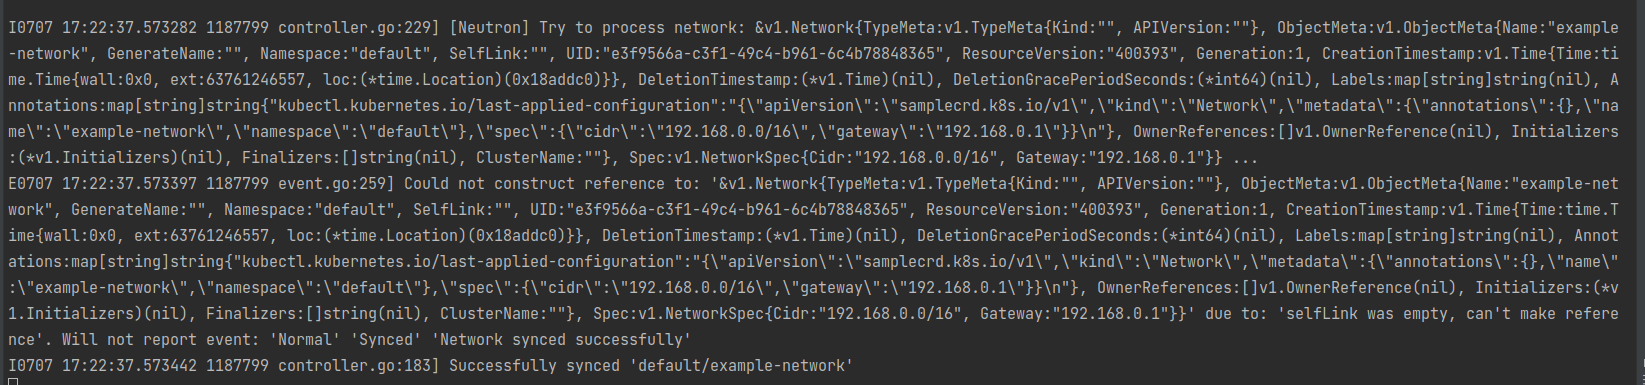 I0707 17:22:37.573282 1187799 controller.go:229] [Neutron] Try to process network: &v1.Network{TypeMeta:v1.TypeMeta{Kind:"", APIVersion:""}, ObjectMeta:v1.ObjectMeta{Name:"example
-network", GenerateName:"", Namespace:"default", SelfLink:"", UID:"e3f9566a-c3f1-49c4-b961-6c4b78848365", ResourceVersion:"400393", Generation:1, CreationTimestamp:v1.Time{Time:ti
me.Time{wall:0x0, ext:63761246557, loc:(*time.Location)(0x18addc0)}}, DeletionTimestamp:(*v1.Time)(nil), DeletionGracePeriodSeconds:(*int64)(nil), Labels:map[string]string(nil), A
nnotations:map[string]string{"kubectl.kubernetes.io/last-applied-configuration":"{\"apiVersion\":\"samplecrd.k8s.io/v1\",\"kind\":\"Network\",\"metadata\":{\"annotations\":{},\"na
me\":\"example-network\",\"namespace\":\"default\"},\"spec\":{\"cidr\":\"192.168.0.0/16\",\"gateway\":\"192.168.0.1\"}}\n"}, OwnerReferences:[]v1.OwnerReference(nil), Initializers
:(*v1.Initializers)(nil), Finalizers:[]string(nil), ClusterName:""}, Spec:v1.NetworkSpec{Cidr:"192.168.0.0/16", Gateway:"192.168.0.1"}} ...
E0707 17:22:37.573397 1187799 event.go:259] Could not construct reference to: '&v1.Network{TypeMeta:v1.TypeMeta{Kind:"", APIVersion:""}, ObjectMeta:v1.ObjectMeta{Name:"example-net
work", GenerateName:"", Namespace:"default", SelfLink:"", UID:"e3f9566a-c3f1-49c4-b961-6c4b78848365", ResourceVersion:"400393", Generation:1, CreationTimestamp:v1.Time{Time:time.T
ime{wall:0x0, ext:63761246557, loc:(*time.Location)(0x18addc0)}}, DeletionTimestamp:(*v1.Time)(nil), DeletionGracePeriodSeconds:(*int64)(nil), Labels:map[string]string(nil), Annot
ations:map[string]string{"kubectl.kubernetes.io/last-applied-configuration":"{\"apiVersion\":\"samplecrd.k8s.io/v1\",\"kind\":\"Network\",\"metadata\":{\"annotations\":{},\"name\"
:\"example-network\",\"namespace\":\"default\"},\"spec\":{\"cidr\":\"192.168.0.0/16\",\"gateway\":\"192.168.0.1\"}}\n"}, OwnerReferences:[]v1.OwnerReference(nil), Initializers:(*v
1.Initializers)(nil), Finalizers:[]string(nil), ClusterName:""}, Spec:v1.NetworkSpec{Cidr:"192.168.0.0/16", Gateway:"192.168.0.1"}}' due to: 'selfLink was empty, can't make refere
nce'. Will not report event: 'Normal' 'Synced' 'Network synced successfully'
I0707 17:22:37.573442 1187799 controller.go:183] Successfully synced 'default/example-network'